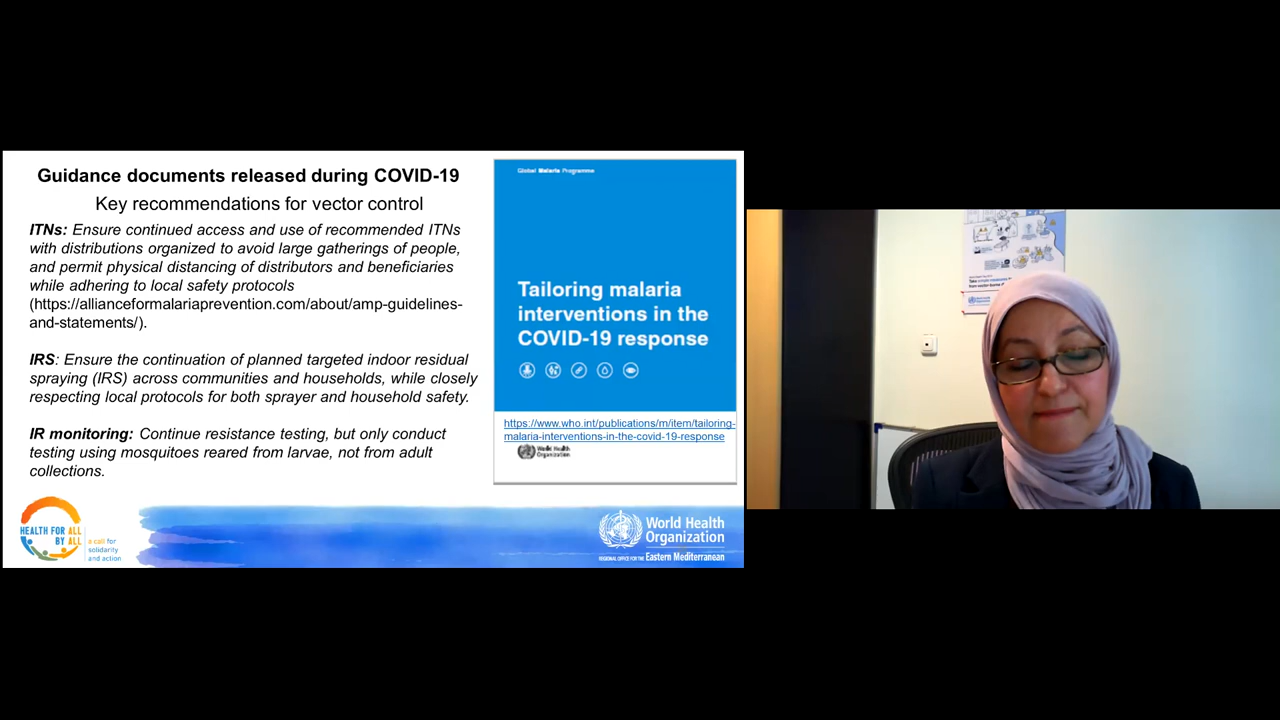 Guidance documents released during COVID-19
Key recommendations for vector control
ITNs: Ensure continued access and use of recommended ITNs
with distributions organized to avoid large gatherings of people,
and permit physical distancing of distributors and beneficiaries
while adhering to local safety protocols
(https://allianceformalariaprevention.com/about/amp-guidelines-
and-statements/).
IRS: Ensure the continuation of planned targeted indoor residual
spraying (IRS) across communities and households, while closely
respecting local protocols for both sprayer and household safety.
IR monitoring: Continue resistance testing, but only conduct
testing using mosquitoes reared from larvae, not from adult
collections.
Global Malaria Programme
Tailoring malaria
interventions in the
COVID-19 response
https://www.who.int/publications/m/item/tailoring-
malaria-interventions-in-the-covid-19-response
World Health
Organization
HEALTH FOR ALL
BY ALL
a call for
solidarity
and action
World Health
Organization
REGIONAL OFFICE FOR THE Eastern Mediterranean